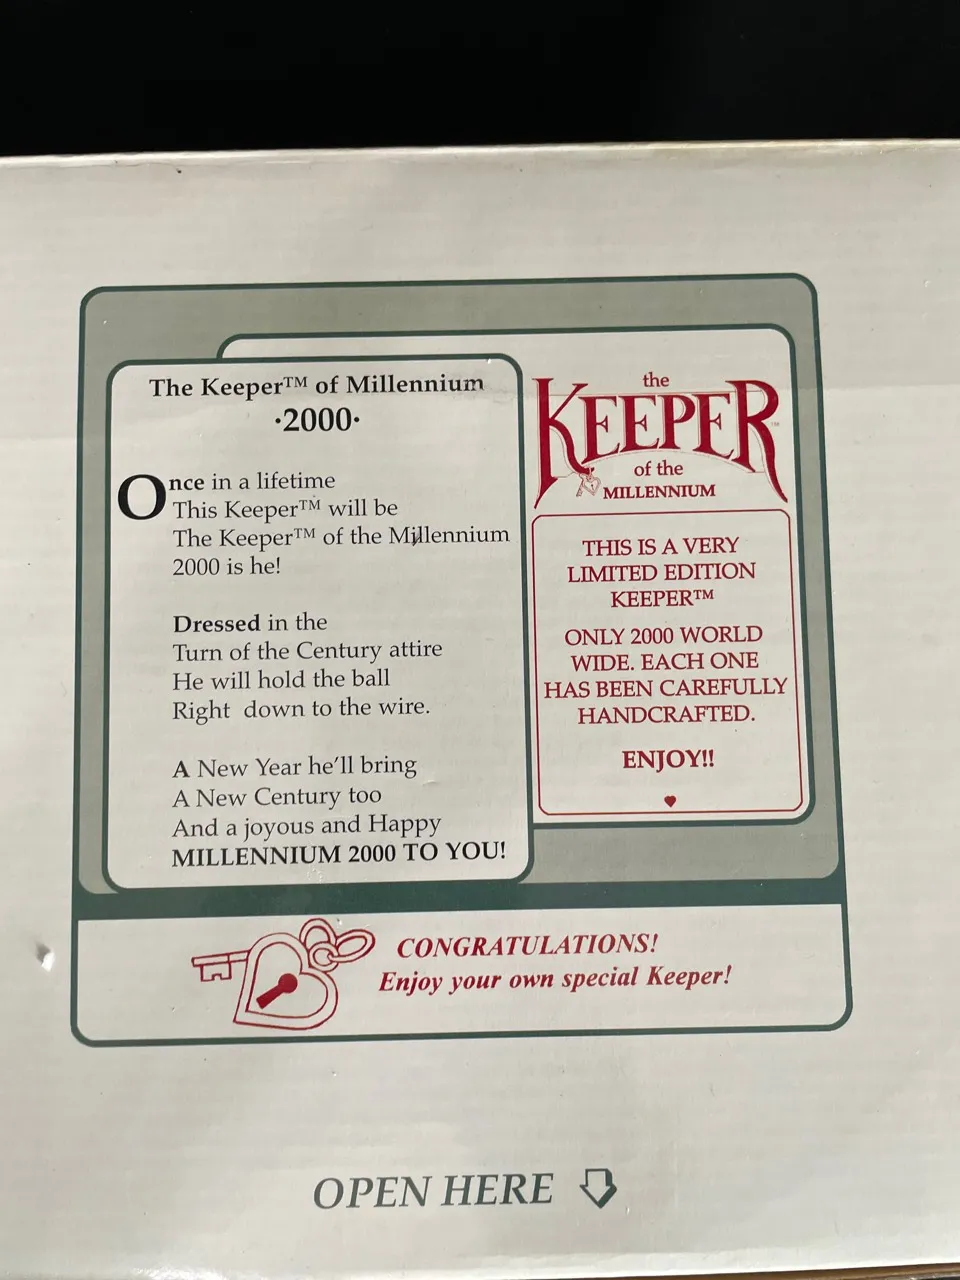 The Keeper™ of Millennium
·2000·
Once in a lifetime
This Keeper™ will be
The Keeper™ of the Millennium
2000 is he!
Dressed in the
Turn of the Century attire
He will hold the ball
Right down to the wire.
A New Year he'll bring
A New Century too
And a joyous and Happy
MILLENNIUM 2000 TO YOU!
the
KEEPER™
of the
MILLENNIUM
THIS IS A VERY
LIMITED EDITION
KEEPER™
ONLY 2000 WORLD
WIDE. EACH ONE
HAS BEEN CAREFULLY
HANDCRAFTED.
ENJOY!!
CONGRATULATIONS!
Enjoy your own special Keeper!
OPEN HERE